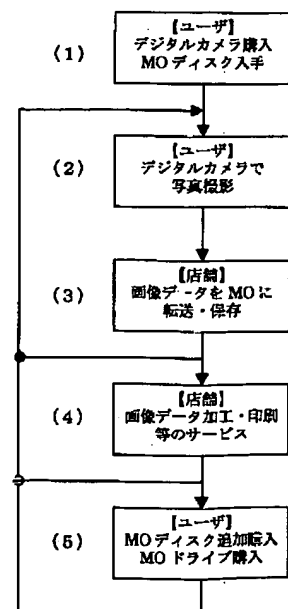 (1)
【ユーザ】
デジタルカメラ購入
MOディスク入手
(2)
【ユーザ】
デジタルカメラで
写真撮影
(3)
【店舗】
画像データをMOに
転送・保存
(4)
【店舗】
画像データ加工・印刷
等のサービス
(5)
【ユーザ】
MOディスク追加購入
MOドライブ購入